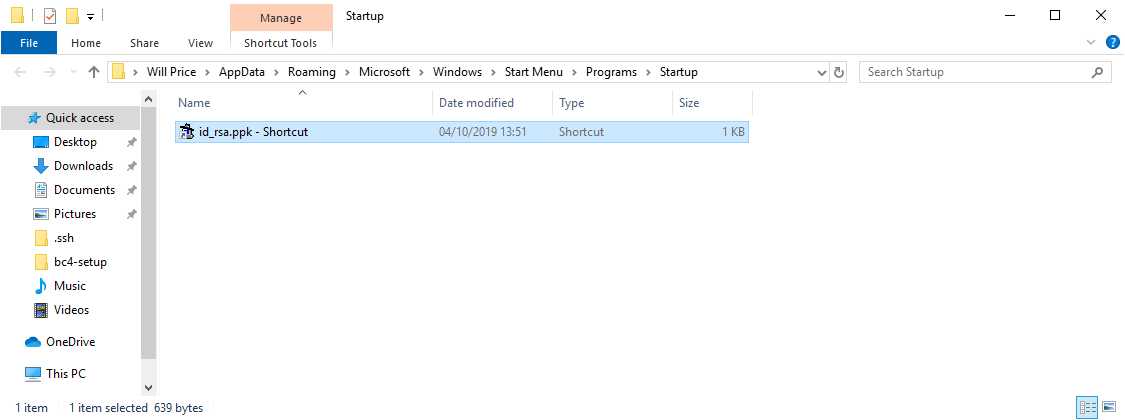 Manage Startup
File Home Share View Shortcut Tools
Will Price AppData Roaming Microsoft Windows Start Menu Programs Startup Search Startup
Name Date modified Type Size
Quick access
id_rsa.ppk - Shortcut 04/10/2019 13:51 Shortcut 1 KB
Desktop
Downloads
Documents
Pictures
.ssh
bc4-setup
Music
Videos
OneDrive
This PC
1 item 1 item selected 639 bytes